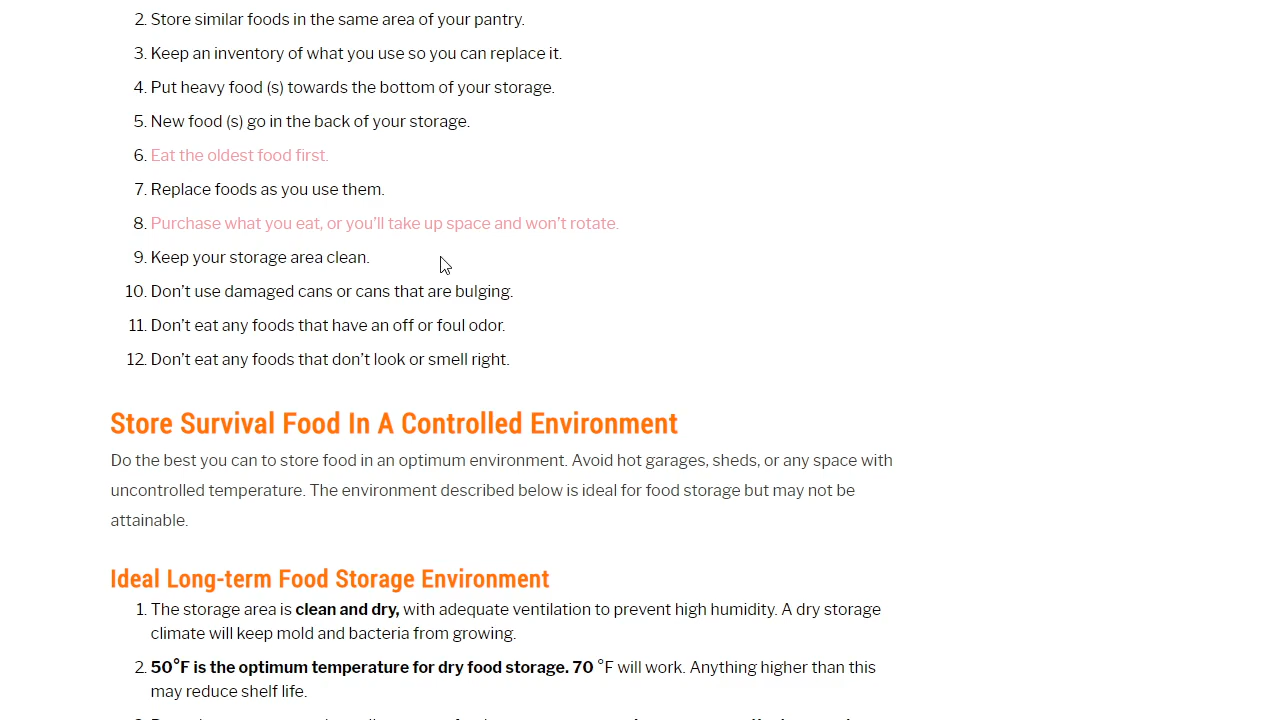 2. Store similar foods in the same area of your pantry.
3. Keep an inventory of what you use so you can replace it.
4. Put heavy food (s) towards the bottom of your storage.
5. New food (s) go in the back of your storage.
6. Eat the oldest food first.
7. Replace foods as you use them.
8. Purchase what you eat, or you’ll take up space and won’t rotate.
9. Keep your storage area clean.
10. Don’t use damaged cans or cans that are bulging.
11. Don’t eat any foods that have an off or foul odor.
12. Don’t eat any foods that don’t look or smell right.
Store Survival Food In A Controlled Environment
Do the best you can to store food in an optimum environment. Avoid hot garages, sheds, or any space with
uncontrolled temperature. The environment described below is ideal for food storage but may not be
attainable.
Ideal Long-term Food Storage Environment
1. The storage area is clean and dry, with adequate ventilation to prevent high humidity. A dry storage
climate will keep mold and bacteria from growing.
2. 50°F is the optimum temperature for dry food storage. 70 °F will work. Anything higher than this
may reduce shelf life.